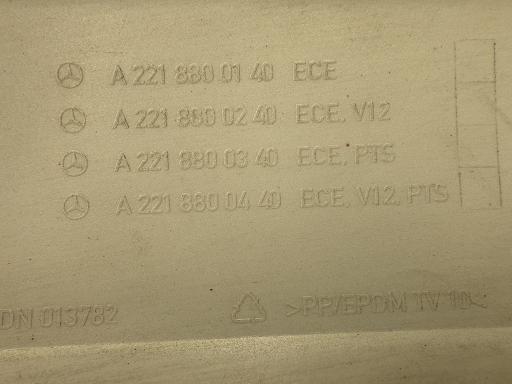 A 221 880 01 40 ECE
A 221 880 02 40 ECE, V12
A 221 880 03 40 ECE, PTS
A 221 880 04 40 ECE, V12, PTS
DN 013782
>PP/EPDM TV 10<